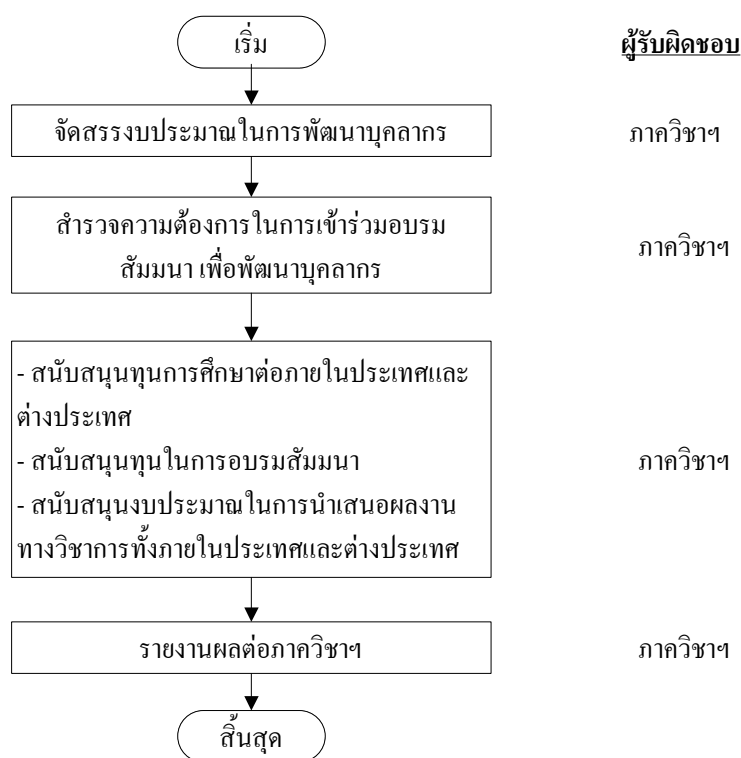 เริ่ม
ผู้รับผิดชอบ
จัดสรรงบประมาณในการพัฒนาบุคลากร
ภาควิชาฯ
สำรวจความต้องการในการเข้าร่วมอบรม
สัมมนา เพื่อพัฒนาบุคลากร
ภาควิชาฯ
- สนับสนุนทุนการศึกษาต่อภายในประเทศและ
ต่างประเทศ
- สนับสนุนทุนในการอบรมสัมมนา
- สนับสนุนงบประมาณในการนำเสนอผลงาน
ทางวิชาการทั้งภายในประเทศและต่างประเทศ
ภาควิชาฯ
รายงานผลต่อภาควิชาฯ
ภาควิชาฯ
สิ้นสุด